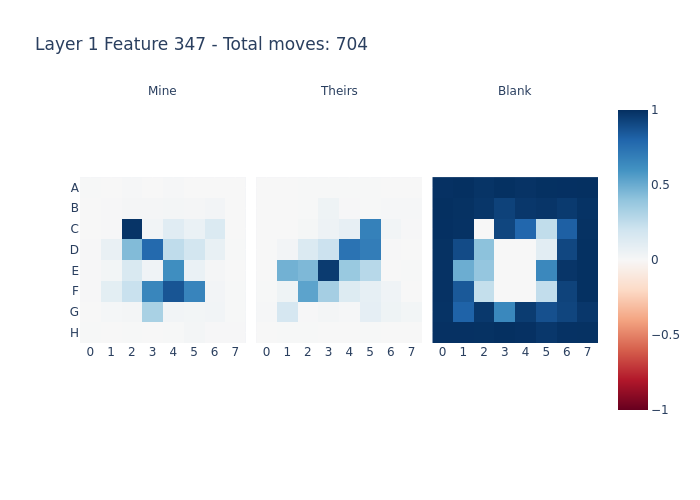 Layer 1 Feature 347 - Total moves: 704
Mine
Theirs
Blank
A
B
C
D
E
F
G
H
0 1 2 3 4 5 6 7
0 1 2 3 4 5 6 7
0 1 2 3 4 5 6 7
1
0.5
0
−0.5
−1